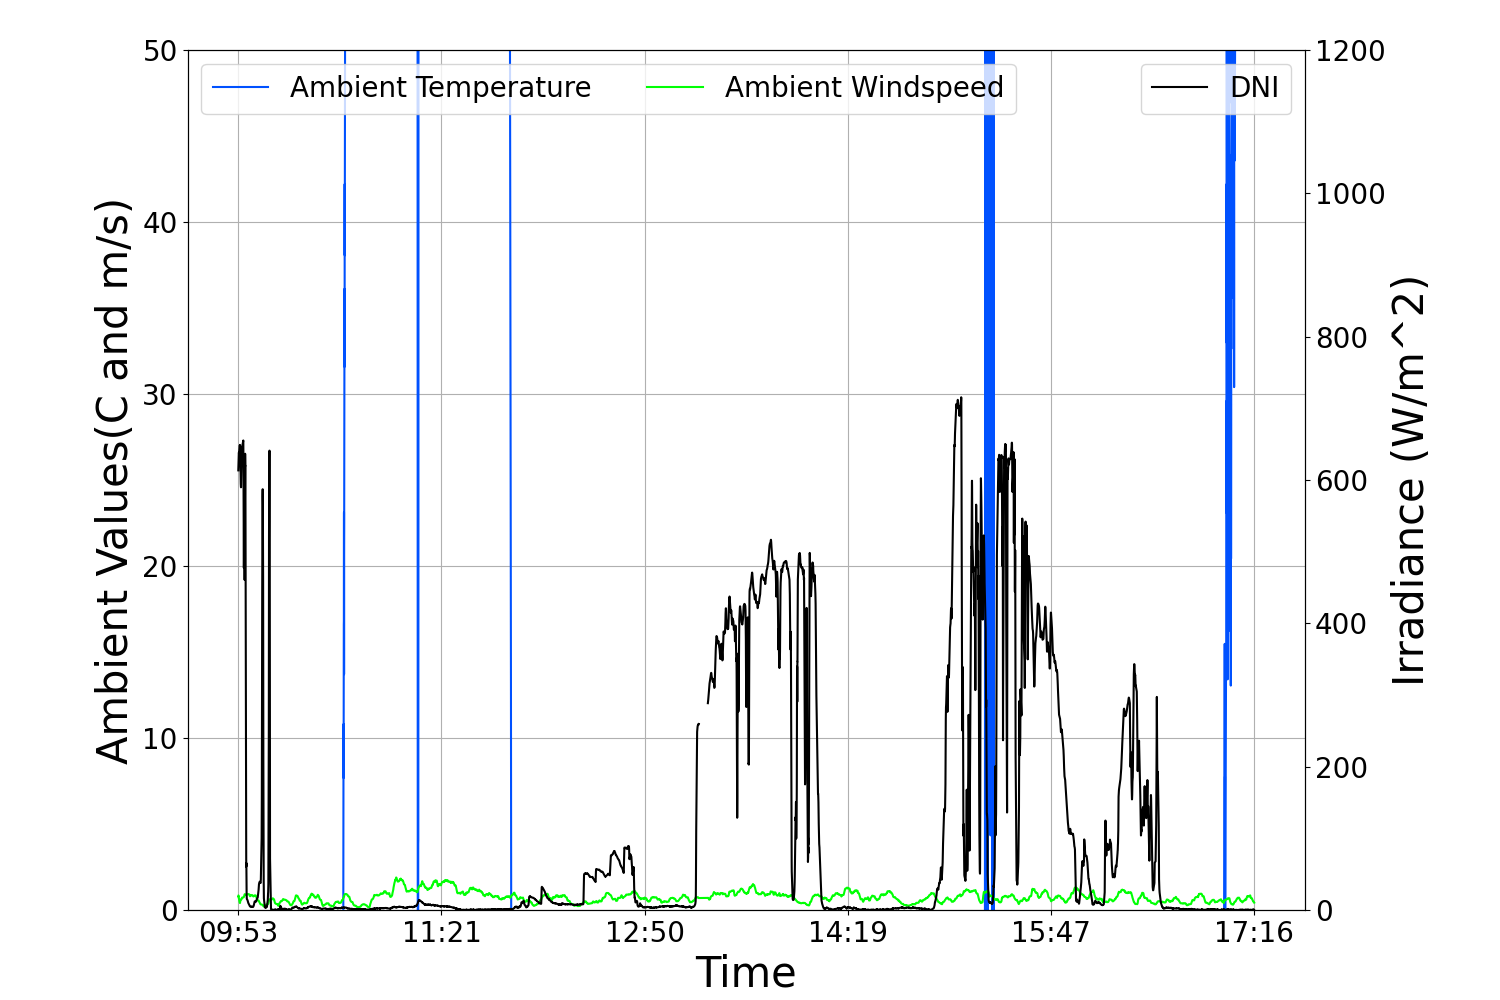 Ambient Temperature Ambient Windspeed DNI
Ambient Values(C and m/s)
50
40
30
20
10
0
1200
1000
800
600
400
200
0
Irradiance (W/m^2)
09:53 11:21 12:50 14:19 15:47 17:16
Time